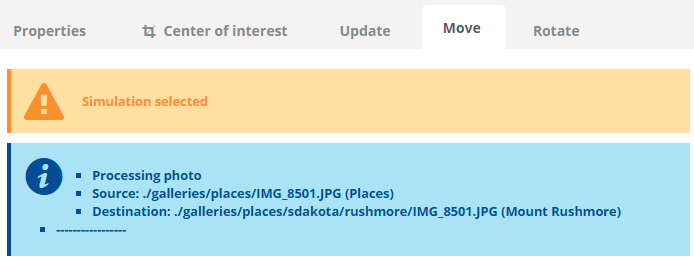 Properties Center of interest Update Move Rotate
Simulation selected
Processing photo
Source: ./galleries/places/IMG_8501.JPG (Places)
Destination: ./galleries/places/sdakota/rushmore/IMG_8501.JPG (Mount Rushmore)
-----------------